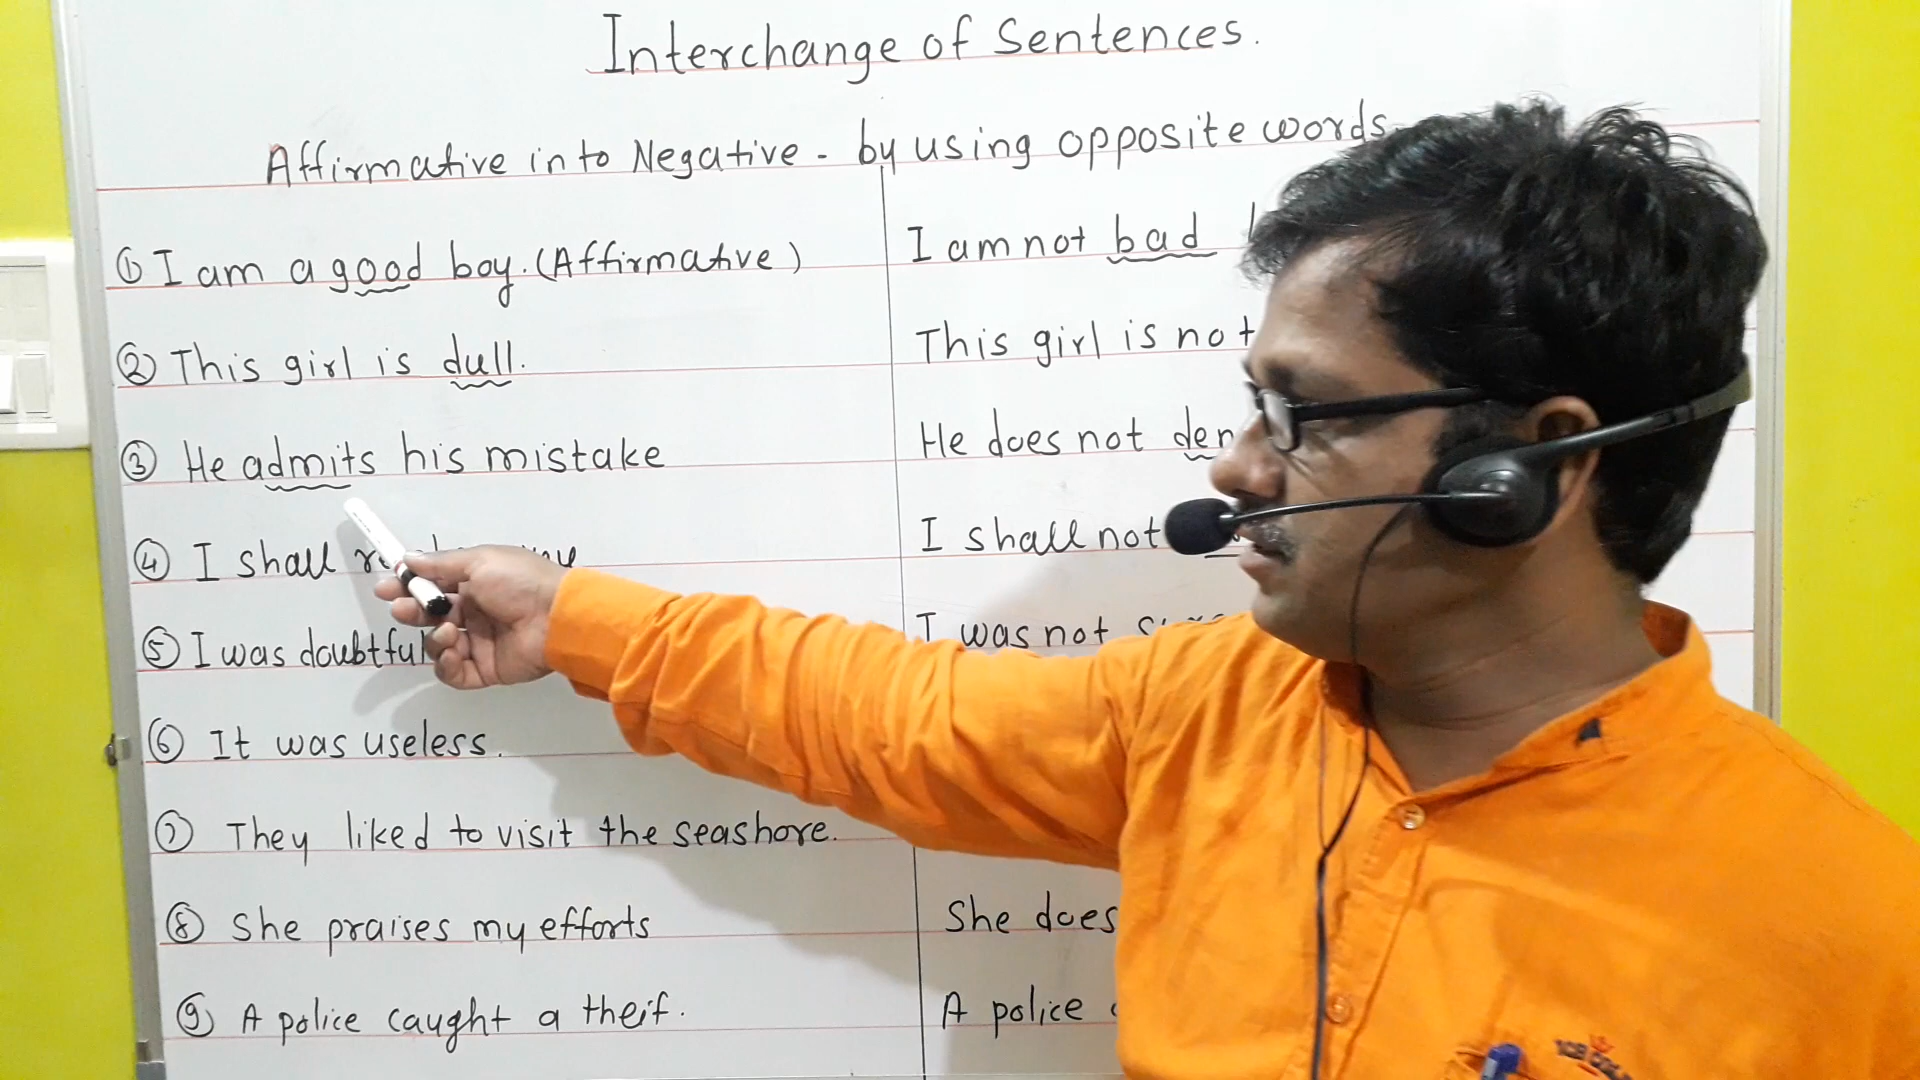 Interchange of Sentences.
Affirmative into Negative - by using opposite words.
① I am a good boy. (Affirmative)
I am not bad
② This girl is dull.
This girl is not
③ He admits his mistake
He does not
④ I shall
I shall not
⑤ I was doubtful
I was not
⑥ It was useless.
⑦ They liked to visit the seashore.
⑧ She praises my efforts
She does
⑨ A police caught a theif.
A police